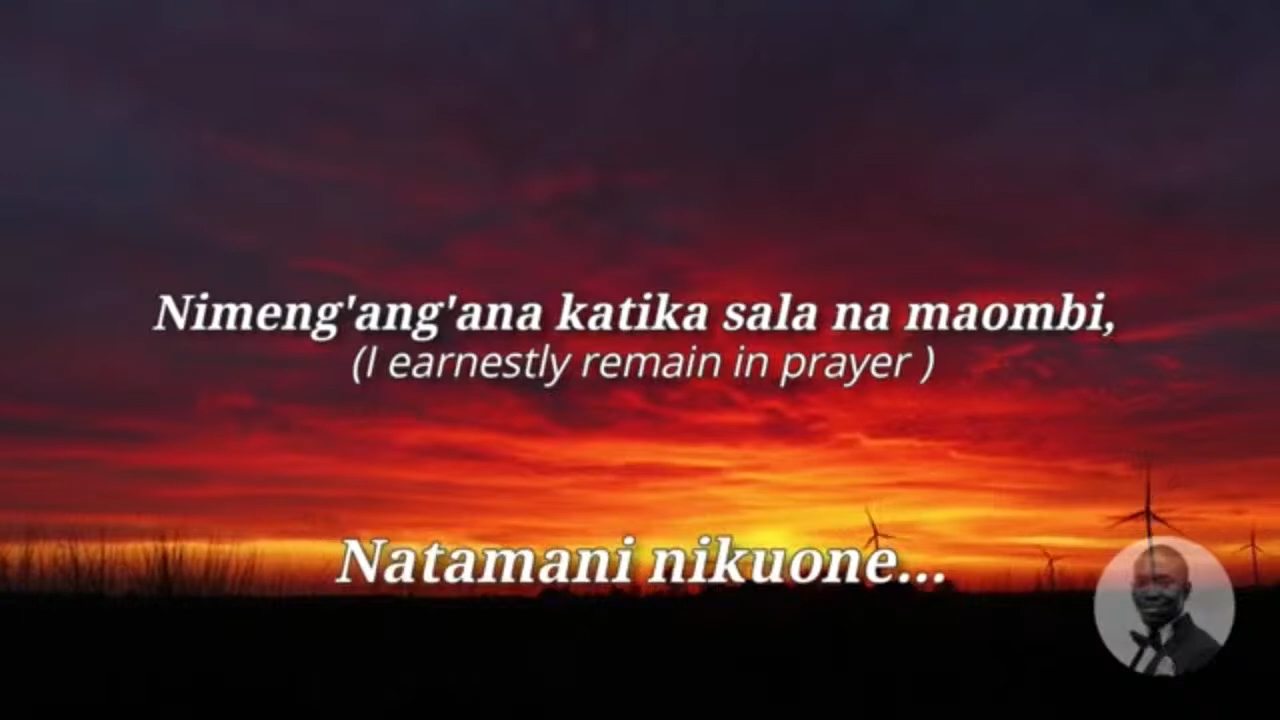 Nimeng'ang'ana katika sala na maombi,
(I earnestly remain in prayer )
Natamani nikuone...